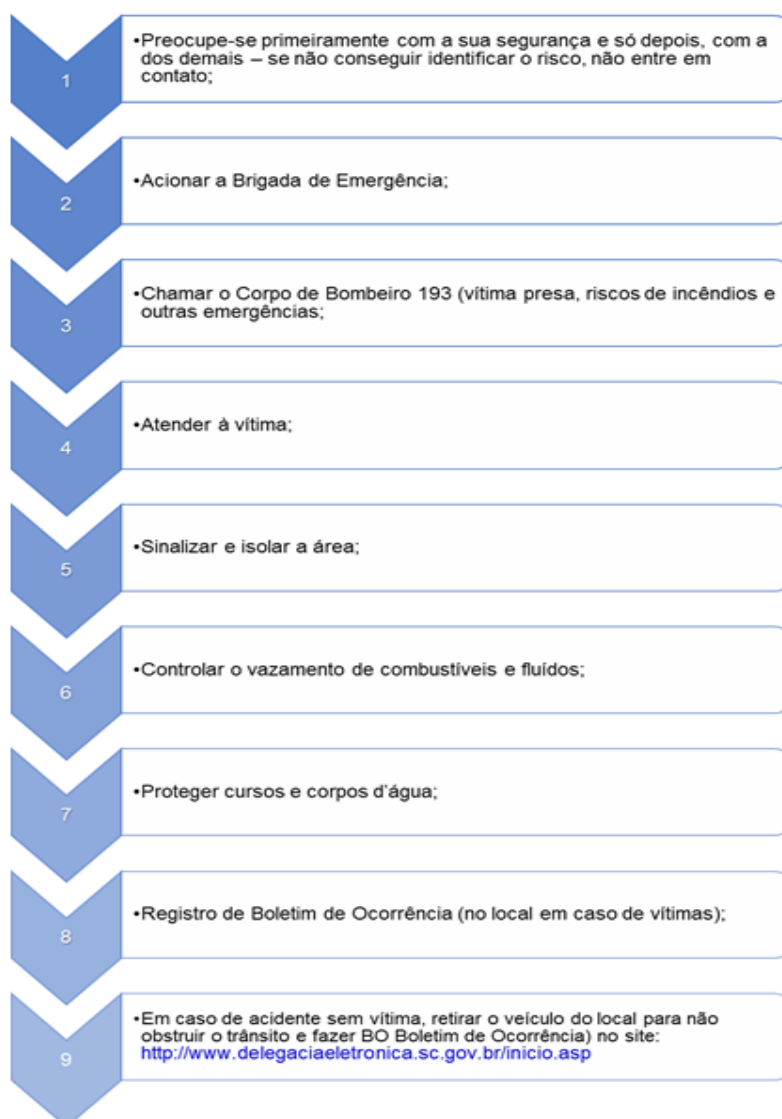 1
•Preocupe-se primeiramente com a sua segurança e só depois, com a
dos demais – se não conseguir identificar o risco, não entre em
contato;
2
•Acionar a Brigada de Emergência;
3
•Chamar o Corpo de Bombeiro 193 (vítima presa, riscos de incêndios e
outras emergências;
4
•Atender à vítima;
5
•Sinalizar e isolar a área;
6
•Controlar o vazamento de combustíveis e fluídos;
7
•Proteger cursos e corpos d’água;
8
•Registro de Boletim de Ocorrência (no local em caso de vítimas);
9
•Em caso de acidente sem vítima, retirar o veículo do local para não
obstruir o trânsito e fazer BO Boletim de Ocorrência) no site:
http://www.delegaciaeletronica.sc.gov.br/inicio.asp